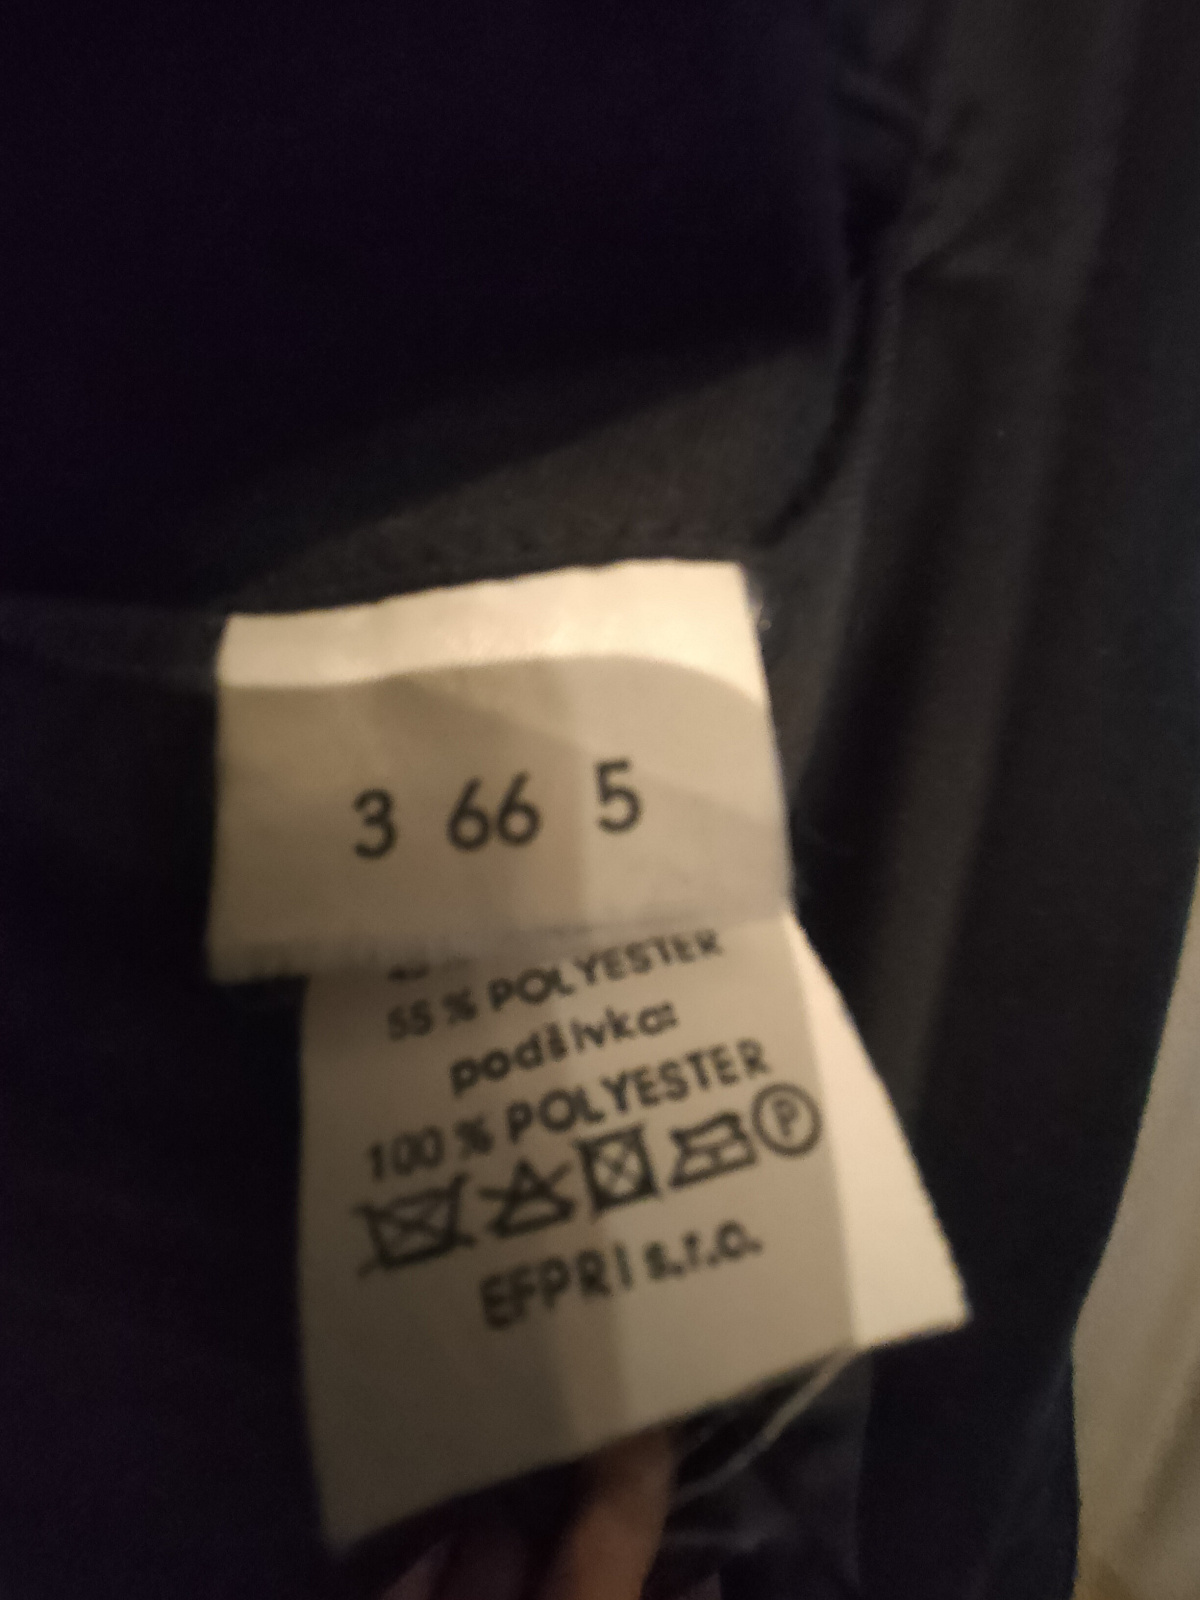 3 66 5
55 % POLYESTER
podšívka:
100 % POLYESTER
P
EFPRI s.r.o.